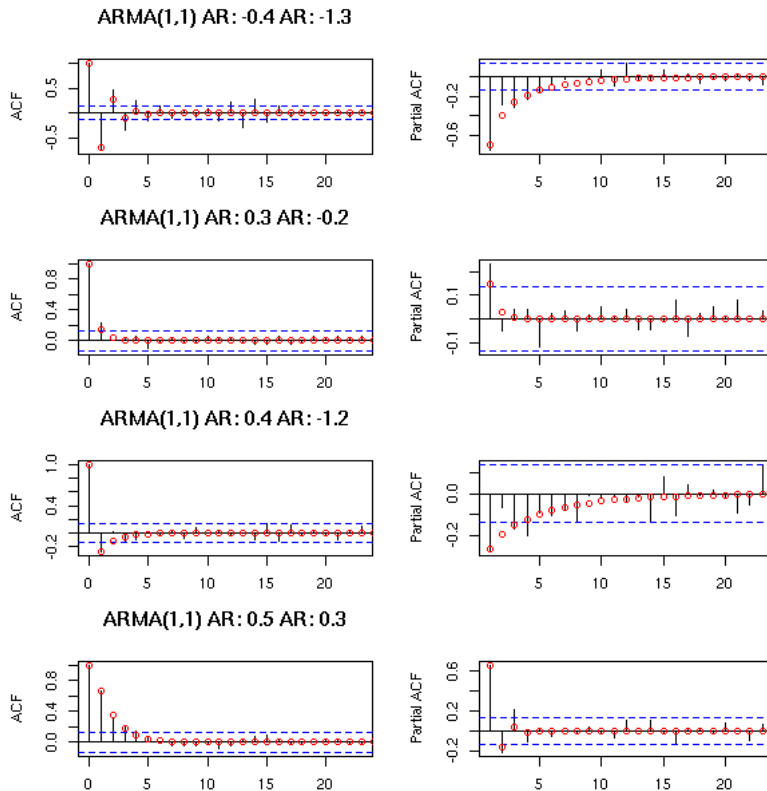 ARMA(1,1) AR: -0.4 AR: -1.3
ACF
-0.5 0.5
0 5 10 15 20
Partial ACF
-0.6 -0.2
5 10 15 20
ARMA(1,1) AR: 0.3 AR: -0.2
ACF
0.0 0.4 0.8
0 5 10 15 20
Partial ACF
-0.1 0.1
5 10 15 20
ARMA(1,1) AR: 0.4 AR: -1.2
ACF
-0.2 0.4 1.0
0 5 10 15 20
Partial ACF
-0.2 0.0
5 10 15 20
ARMA(1,1) AR: 0.5 AR: 0.3
ACF
0.0 0.4 0.8
0 5 10 15 20
Partial ACF
-0.2 0.2 0.6
5 10 15 20